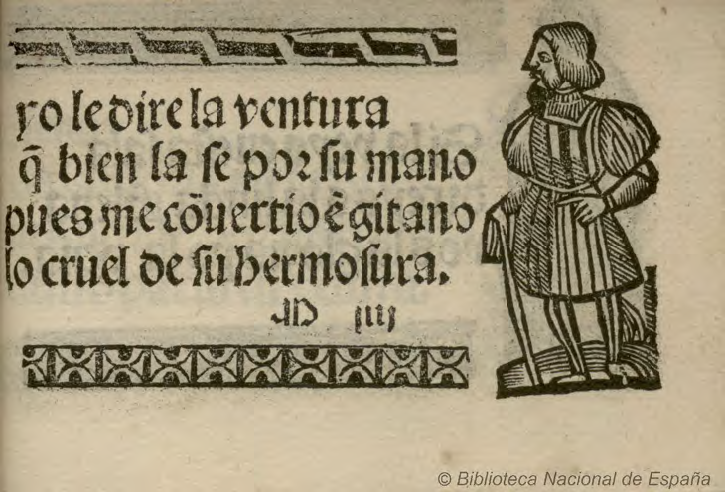 yo le dire la ventura
q̃ bien la se por su mano
pues me cõuertio ẽ gitano
lo cruel de su hermosura.
iiij
© Biblioteca Nacional de España